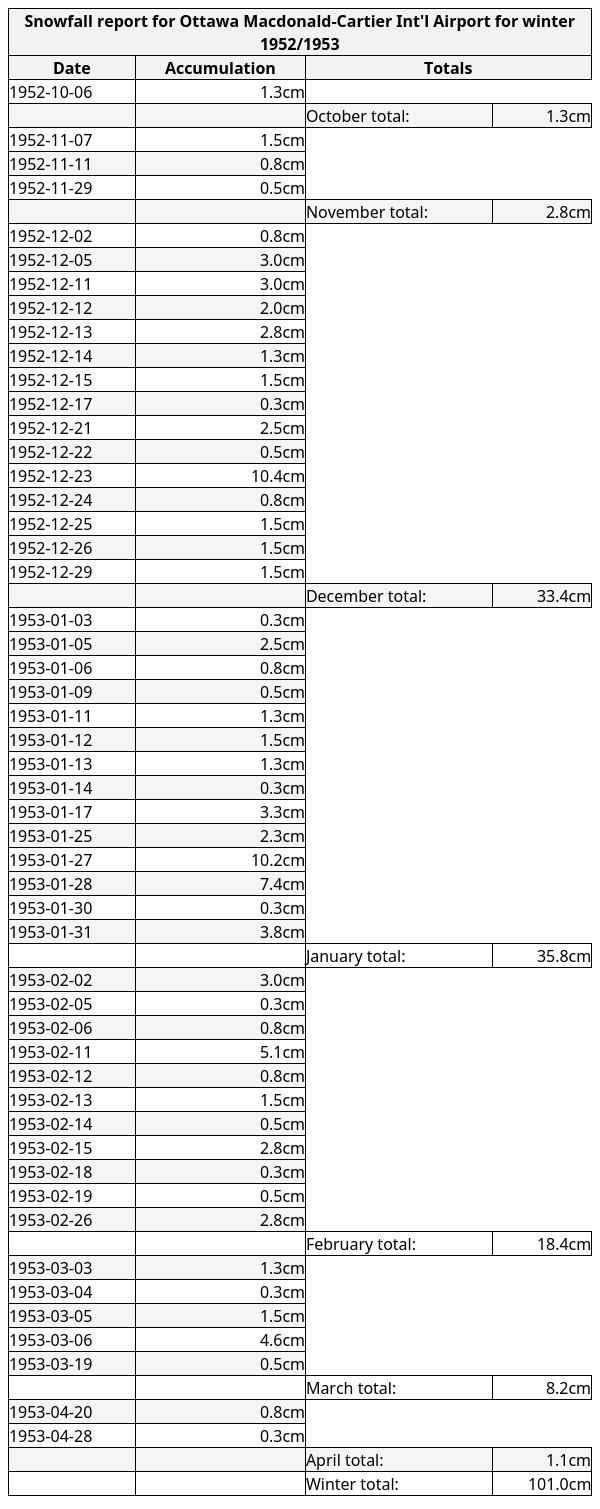 Snowfall report for Ottawa Macdonald-Cartier Int'l Airport for winter
1952/1953
Date Accumulation Totals
1952-10-06 1.3cm
October total: 1.3cm
1952-11-07 1.5cm
1952-11-11 0.8cm
1952-11-29 0.5cm
November total: 2.8cm
1952-12-02 0.8cm
1952-12-05 3.0cm
1952-12-11 3.0cm
1952-12-12 2.0cm
1952-12-13 2.8cm
1952-12-14 1.3cm
1952-12-15 1.5cm
1952-12-17 0.3cm
1952-12-21 2.5cm
1952-12-22 0.5cm
1952-12-23 10.4cm
1952-12-24 0.8cm
1952-12-25 1.5cm
1952-12-26 1.5cm
1952-12-29 1.5cm
December total: 33.4cm
1953-01-03 0.3cm
1953-01-05 2.5cm
1953-01-06 0.8cm
1953-01-09 0.5cm
1953-01-11 1.3cm
1953-01-12 1.5cm
1953-01-13 1.3cm
1953-01-14 0.3cm
1953-01-17 3.3cm
1953-01-25 2.3cm
1953-01-27 10.2cm
1953-01-28 7.4cm
1953-01-30 0.3cm
1953-01-31 3.8cm
January total: 35.8cm
1953-02-02 3.0cm
1953-02-05 0.3cm
1953-02-06 0.8cm
1953-02-11 5.1cm
1953-02-12 0.8cm
1953-02-13 1.5cm
1953-02-14 0.5cm
1953-02-15 2.8cm
1953-02-18 0.3cm
1953-02-19 0.5cm
1953-02-26 2.8cm
February total: 18.4cm
1953-03-03 1.3cm
1953-03-04 0.3cm
1953-03-05 1.5cm
1953-03-06 4.6cm
1953-03-19 0.5cm
March total: 8.2cm
1953-04-20 0.8cm
1953-04-28 0.3cm
April total: 1.1cm
Winter total: 101.0cm